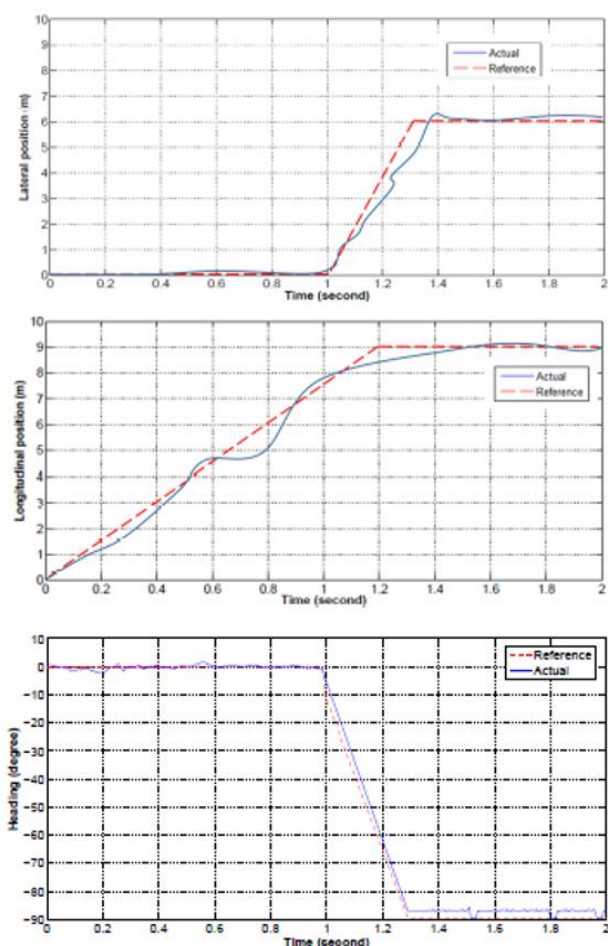 10
9
8
7
6
5
4
3
2
1
0
Lateral position (m)
Actual
Reference
0 0.2 0.4 0.6 0.8 1 1.2 1.4 1.6 1.8 2
Time (second)
10
9
8
7
6
5
4
3
2
1
0
Longitudinal position (m)
Actual
Reference
0 0.2 0.4 0.6 0.8 1 1.2 1.4 1.6 1.8 2
Time (second)
10
0
-10
-20
-30
-40
-50
-60
-70
-80
-90
Heading (degree)
Reference
Actual
0 0.2 0.4 0.6 0.8 1 1.2 1.4 1.6 1.8 2
Time (second)